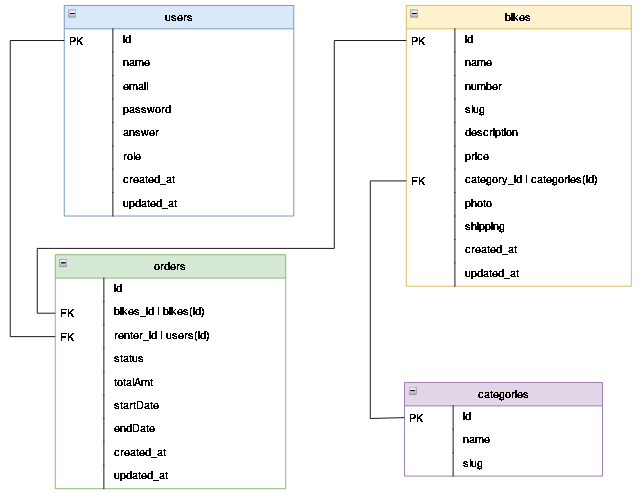 users
PK id
name
email
password
answer
role
created_at
updated_at
bikes
PK id
name
number
slug
description
price
FK category_id | categories(id)
photo
shipping
created_at
updated_at
orders
id
FK bikes_id | bikes(id)
FK renter_id | users(id)
status
totalAmt
startDate
endDate
created_at
updated_at
categories
PK id
name
slug